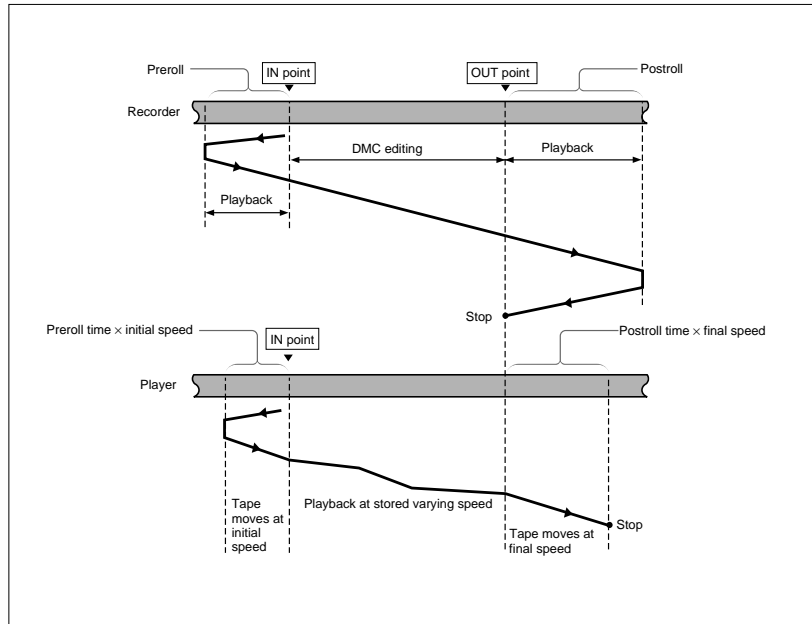 Preroll
IN point
OUT point
Postroll
Recorder
DMC editing
Playback
Playback
Stop
Preroll time × initial speed
IN point
Postroll time × final speed
Player
Tape
moves at
initial
speed
Playback at stored varying speed
Tape moves at
final speed
Stop